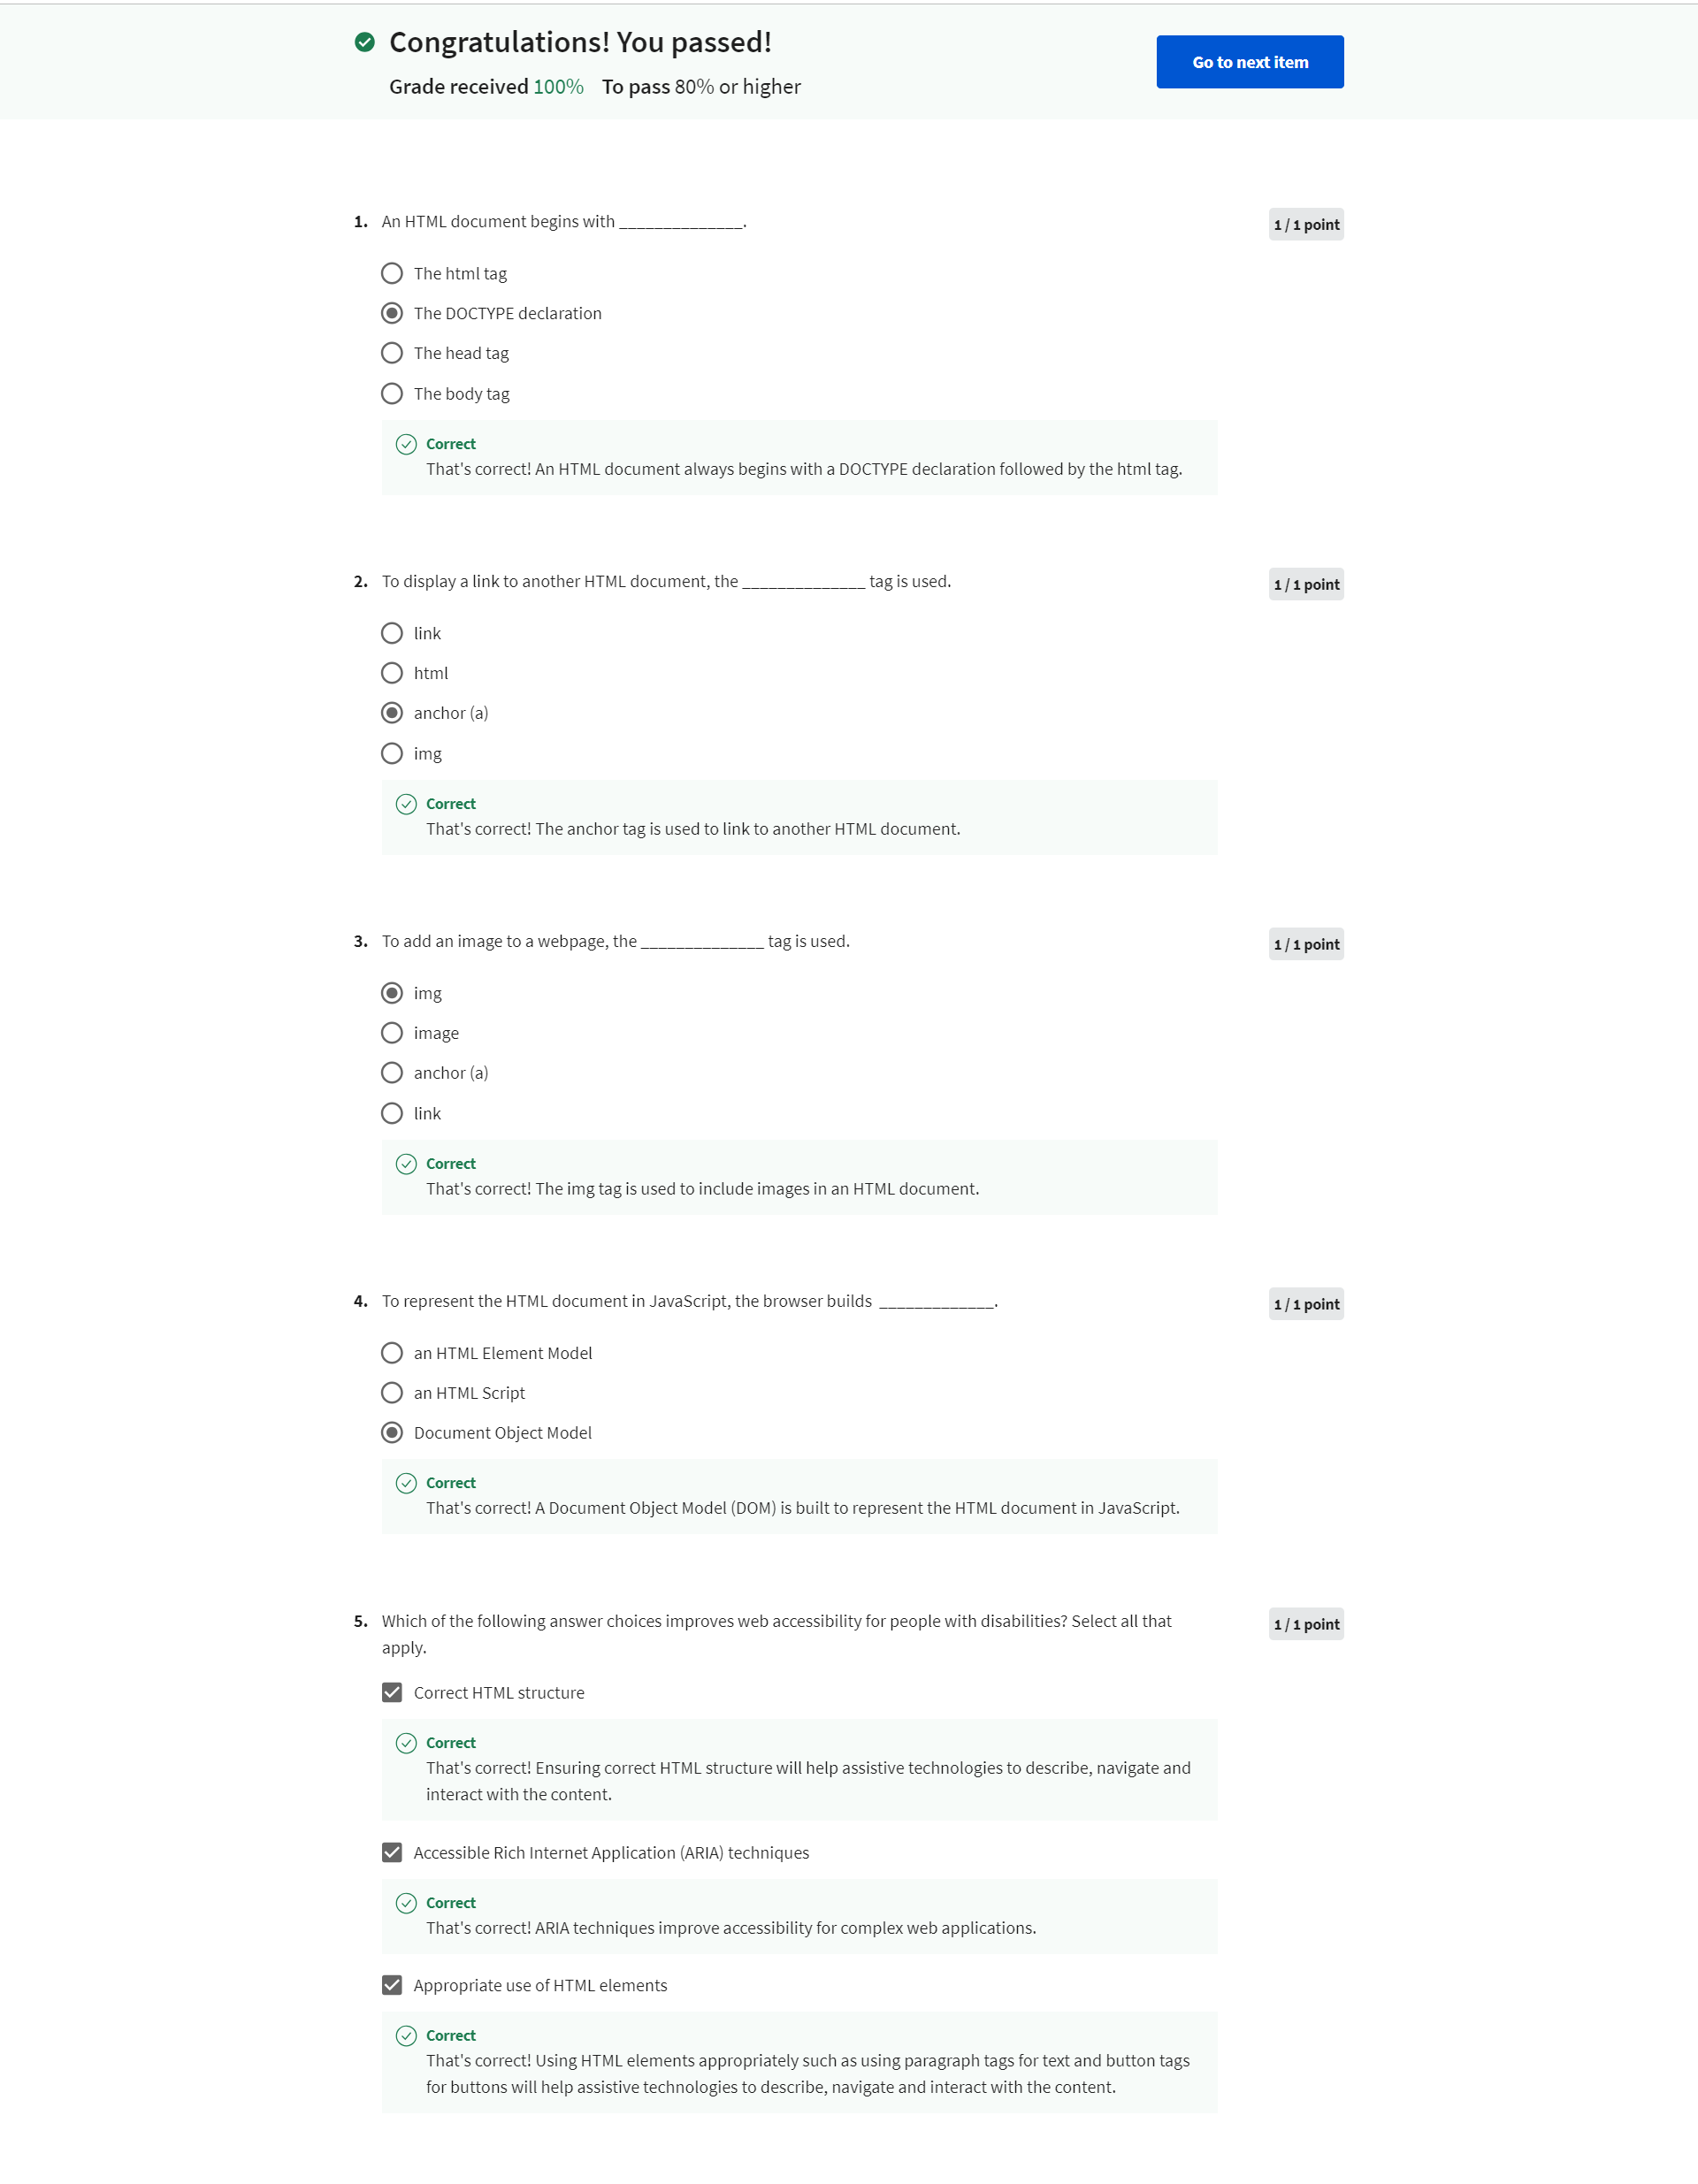 Congratulations! You passed!
Grade received 100% To pass 80% or higher
Go to next item
1. An HTML document begins with ______________.
1 / 1 point
The html tag
The DOCTYPE declaration
The head tag
The body tag
Correct
That's correct! An HTML document always begins with a DOCTYPE declaration followed by the html tag.
2. To display a link to another HTML document, the ______________ tag is used.
1 / 1 point
link
html
anchor (a)
img
Correct
That's correct! The anchor tag is used to link to another HTML document.
3. To add an image to a webpage, the ______________ tag is used.
1 / 1 point
img
image
anchor (a)
link
Correct
That's correct! The img tag is used to include images in an HTML document.
4. To represent the HTML document in JavaScript, the browser builds _____________.
1 / 1 point
an HTML Element Model
an HTML Script
Document Object Model
Correct
That's correct! A Document Object Model (DOM) is built to represent the HTML document in JavaScript.
5. Which of the following answer choices improves web accessibility for people with disabilities? Select all that
apply.
1 / 1 point
Correct HTML structure
Correct
That's correct! Ensuring correct HTML structure will help assistive technologies to describe, navigate and
interact with the content.
Accessible Rich Internet Application (ARIA) techniques
Correct
That's correct! ARIA techniques improve accessibility for complex web applications.
Appropriate use of HTML elements
Correct
That's correct! Using HTML elements appropriately such as using paragraph tags for text and button tags
for buttons will help assistive technologies to describe, navigate and interact with the content.